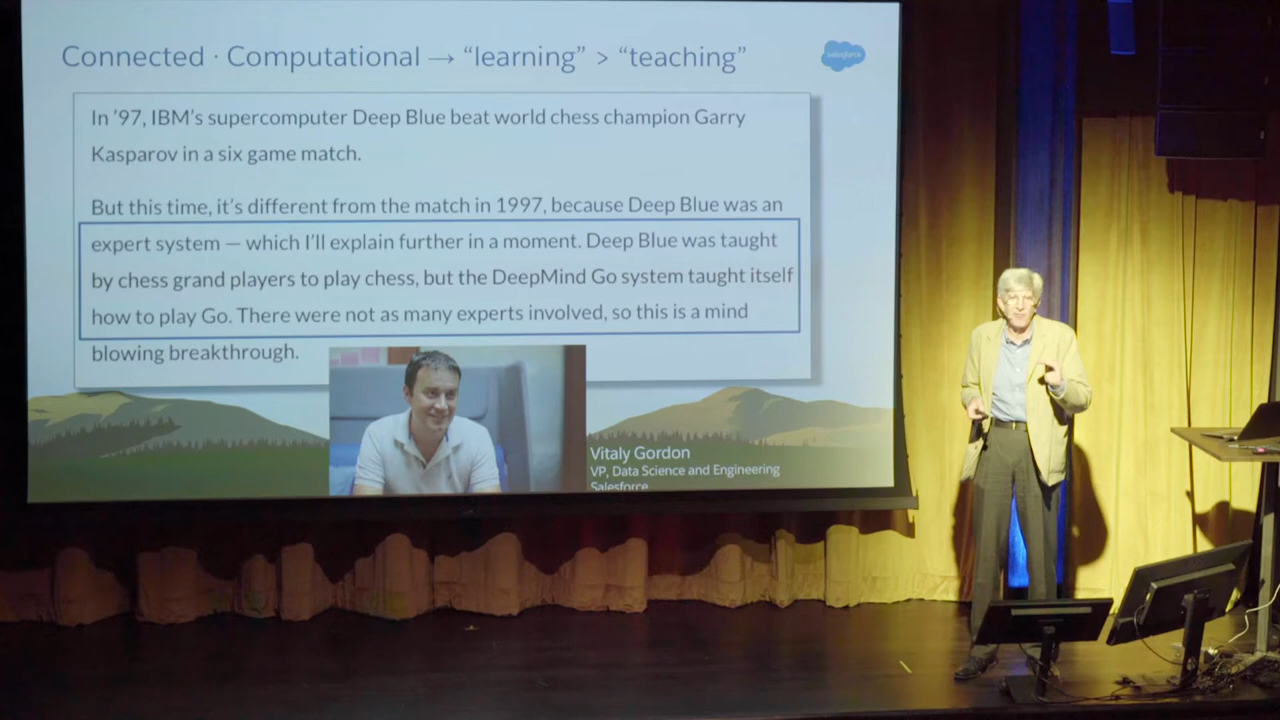 Connected · Computational → “learning” > “teaching”
salesforce
In ’97, IBM’s supercomputer Deep Blue beat world chess champion Garry
Kasparov in a six game match.
But this time, it’s different from the match in 1997, because Deep Blue was an
expert system — which I’ll explain further in a moment. Deep Blue was taught
by chess grand players to play chess, but the DeepMind Go system taught itself
how to play Go. There were not as many experts involved, so this is a mind
blowing breakthrough.
Vitaly Gordon
VP, Data Science and Engineering
Salesforce